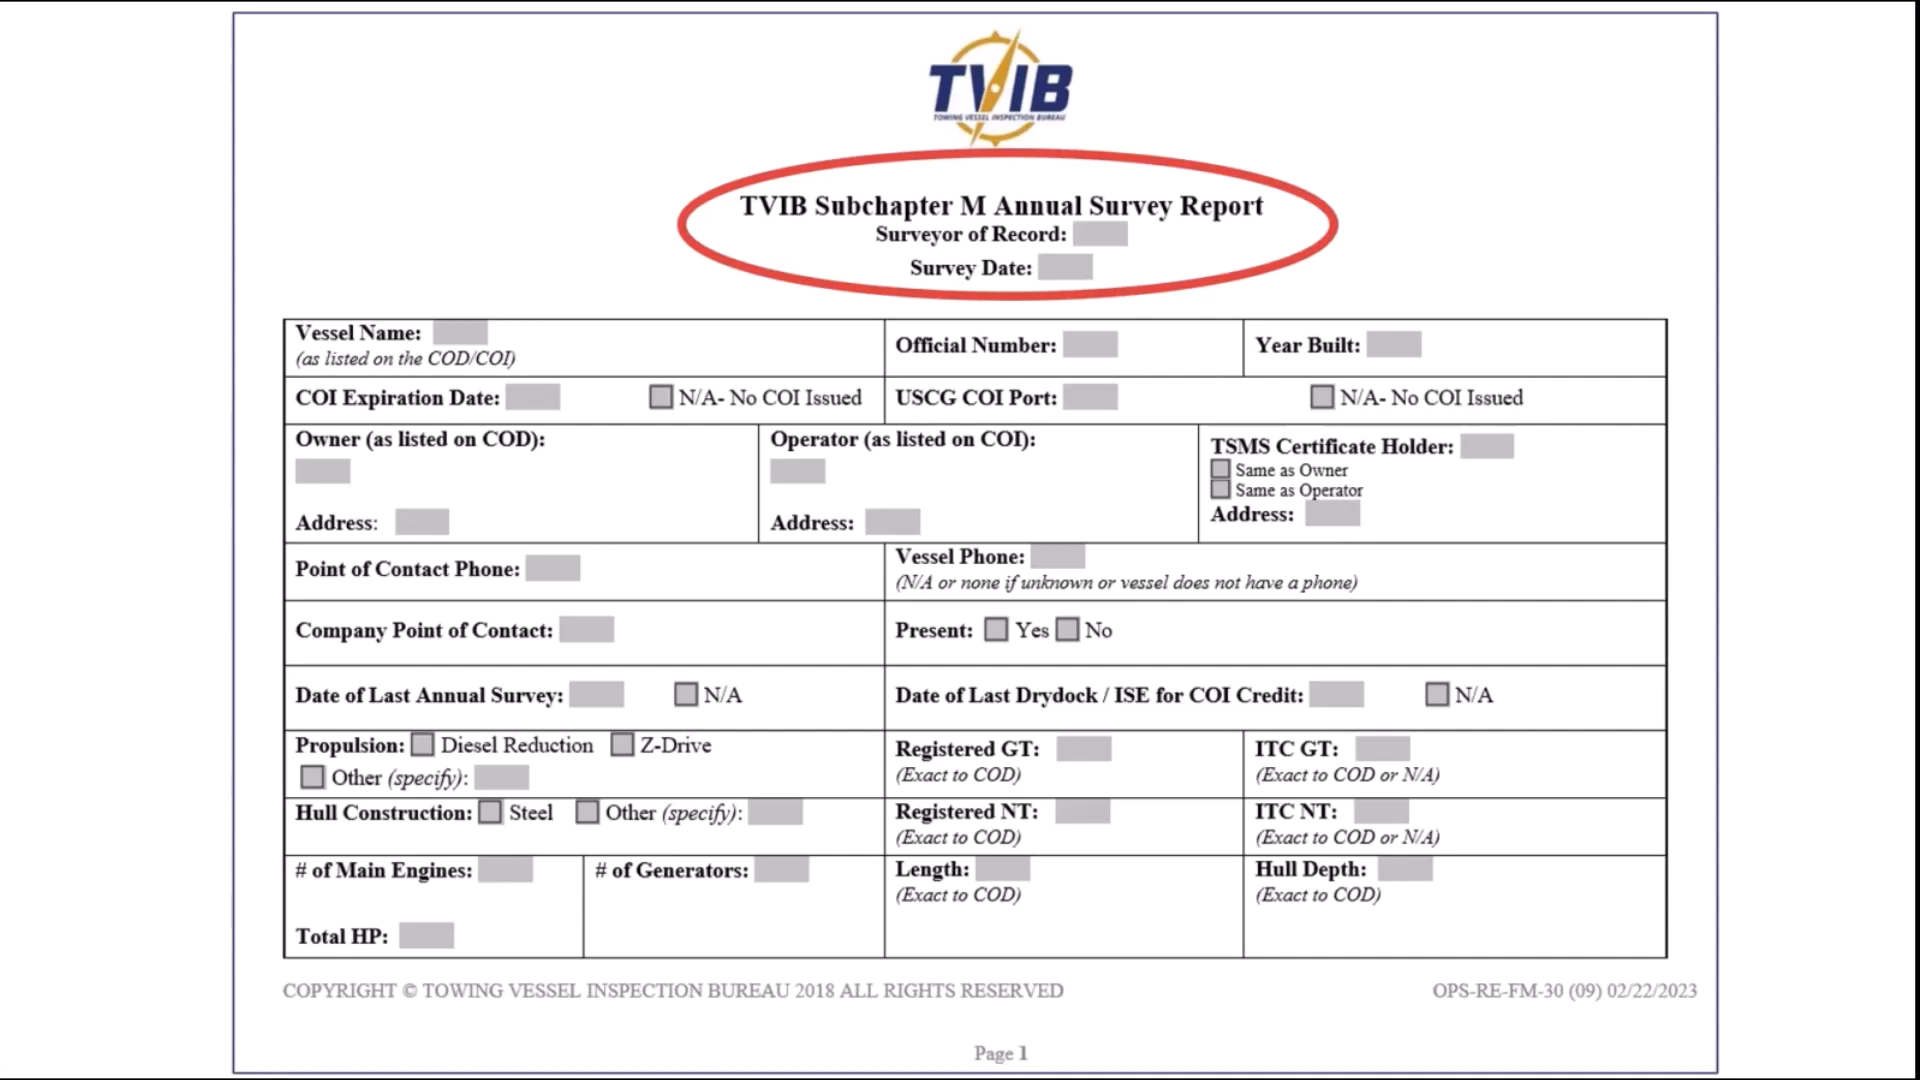 TVIB
TOWING VESSEL INSPECTION BUREAU
TVIB Subchapter M Annual Survey Report
Surveyor of Record:
Survey Date:
Vessel Name:
(as listed on the COD/COI)
Official Number:
Year Built:
COI Expiration Date: N/A- No COI Issued
USCG COI Port: N/A- No COI Issued
Owner (as listed on COD):
Address:
Operator (as listed on COI):
Address:
TSMS Certificate Holder:
Same as Owner
Same as Operator
Address:
Point of Contact Phone:
Vessel Phone:
(N/A or none if unknown or vessel does not have a phone)
Company Point of Contact:
Present: Yes No
Date of Last Annual Survey: N/A
Date of Last Drydock / ISE for COI Credit: N/A
Propulsion: Diesel Reduction Z-Drive
Other (specify):
Registered GT:
(Exact to COD)
ITC GT:
(Exact to COD or N/A)
Hull Construction: Steel Other (specify):
Registered NT:
(Exact to COD)
ITC NT:
(Exact to COD or N/A)
# of Main Engines:
Total HP:
# of Generators:
Length:
(Exact to COD)
Hull Depth:
(Exact to COD)
COPYRIGHT © TOWING VESSEL INSPECTION BUREAU 2018 ALL RIGHTS RESERVED
OPS-RE-FM-30 (09) 02/22/2023
Page 1